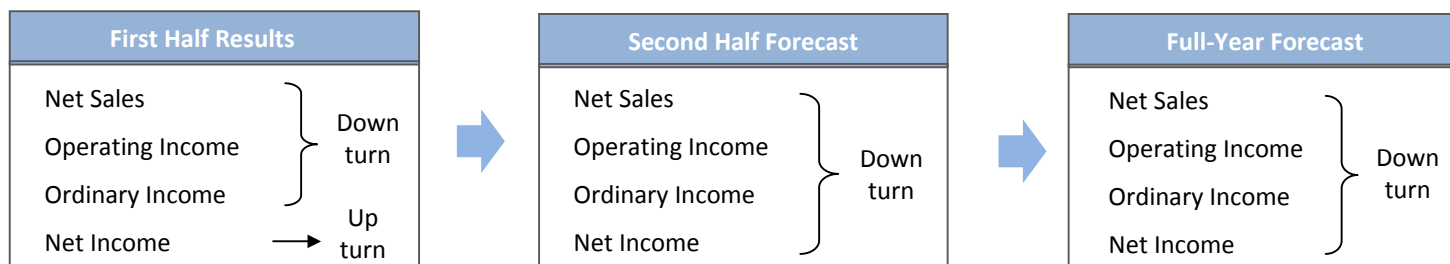 First Half Results
Net Sales
Operating Income
Ordinary Income
Down
turn
Net Income
Up
turn
Second Half Forecast
Net Sales
Operating Income
Ordinary Income
Net Income
Down
turn
Full-Year Forecast
Net Sales
Operating Income
Ordinary Income
Net Income
Down
turn